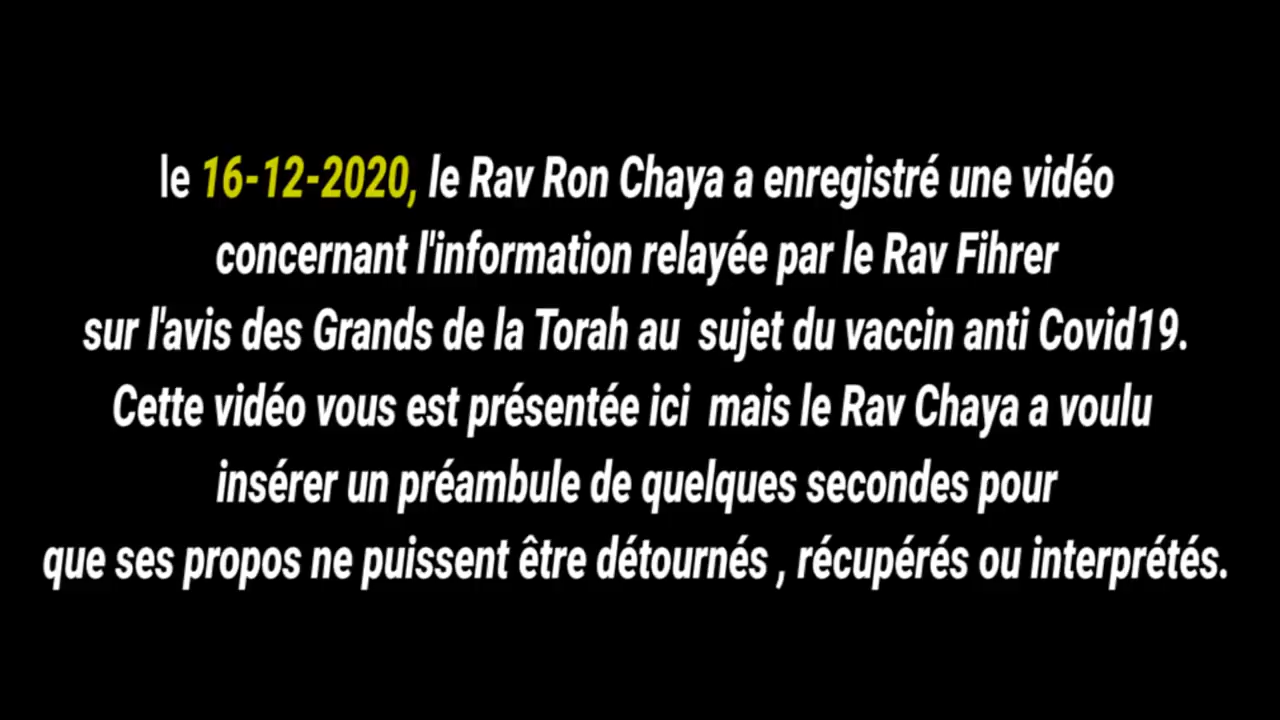 le 16-12-2020, le Rav Ron Chaya a enregistré une vidéo
concernant l'information relayée par le Rav Fihrer
sur l'avis des Grands de la Torah au sujet du vaccin anti Covid19.
Cette vidéo vous est présentée ici mais le Rav Chaya a voulu
insérer un préambule de quelques secondes pour
que ses propos ne puissent être détournés , récupérés ou interprétés.